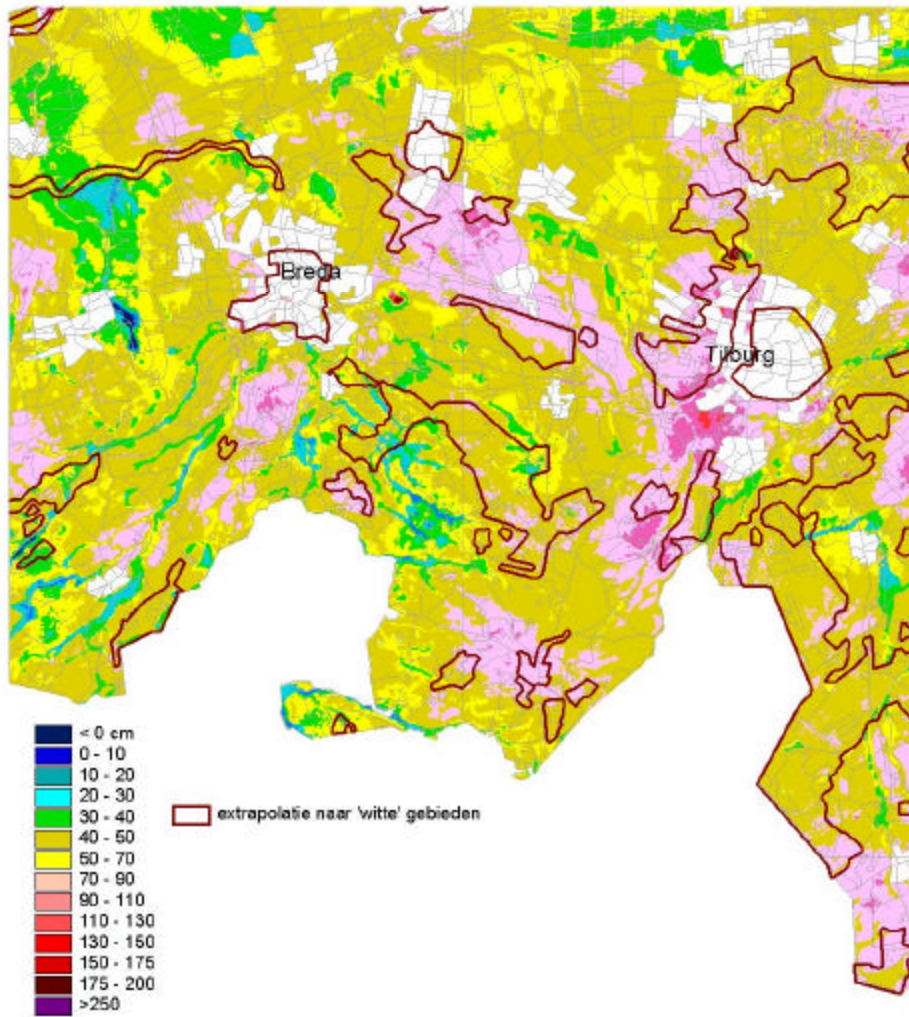 Breda
Tilburg
< 0 cm
0 - 10
10 - 20
20 - 30
30 - 40
40 - 50
50 - 70
70 - 90
90 - 110
110 - 130
130 - 150
150 - 175
175 - 200
>250
extrapolatie naar 'witte' gebieden